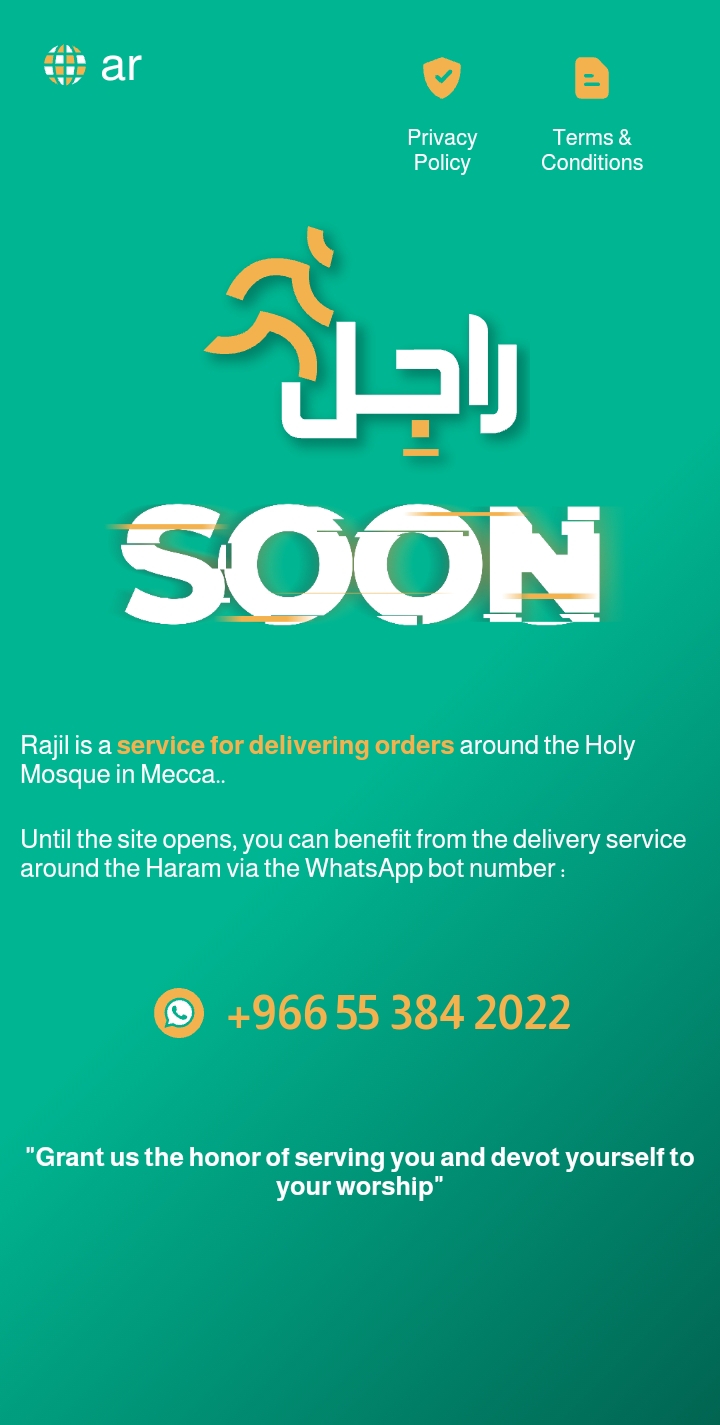 ar
Privacy
Policy
Terms &
Conditions
راجل
SOON
Rajil is a service for delivering orders around the Holy
Mosque in Mecca..
Until the site opens, you can benefit from the delivery service
around the Haram via the WhatsApp bot number :
+966 55 384 2022
"Grant us the honor of serving you and devot yourself to
your worship"